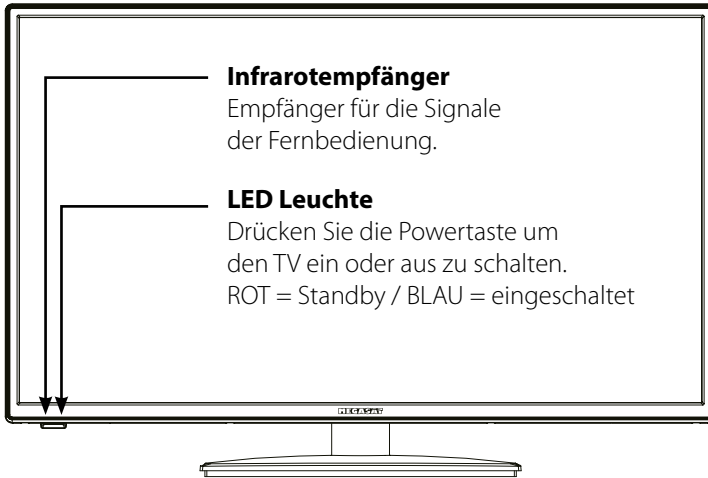 Infrarotempfänger
Empfänger für die Signale
der Fernbedienung.
LED Leuchte
Drücken Sie die Powertaste um
den TV ein oder aus zu schalten.
ROT = Standby / BLAU = eingeschaltet
MEGASAT